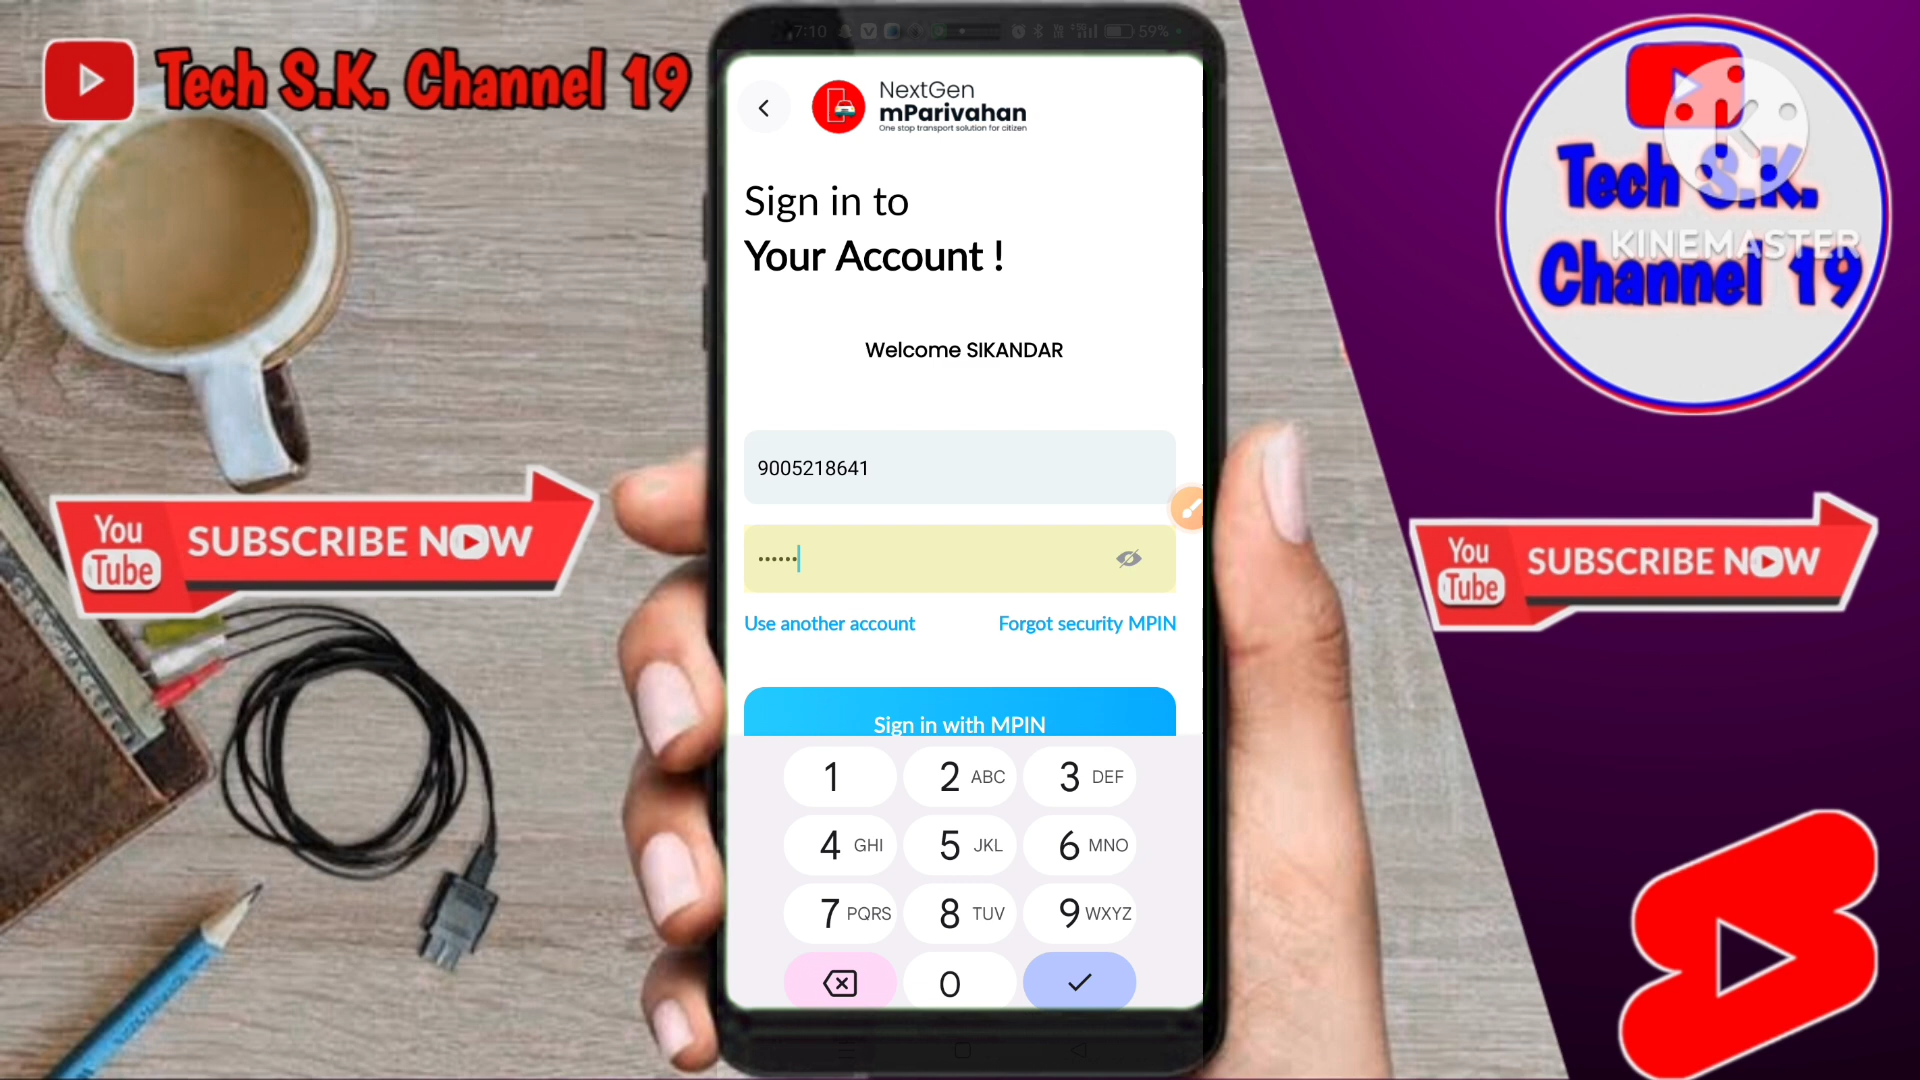 Tech S.K. Channel 19
You
Tube
SUBSCRIBE NOW
7:10
59%
NextGen
mParivahan
One stop transport solution for citizen
Sign in to
Your Account !
Welcome SIKANDAR
9005218641
••••••
Use another account
Forgot security MPIN
Sign in with MPIN
1
2 ABC
3 DEF
4 GHI
5 JKL
6 MNO
7 PQRS
8 TUV
9 WXYZ
0
Tech S.K.
KINEMASTER
Channel 19
You
Tube
SUBSCRIBE NOW